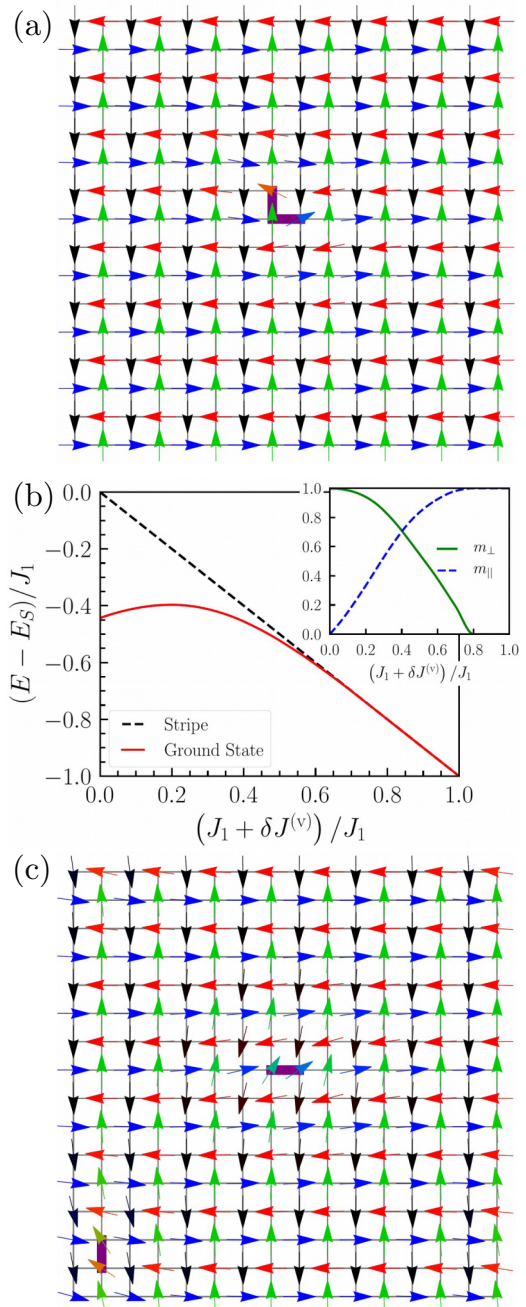 (a)
(b)
0.0
−0.2
−0.4
−0.6
−0.8
−1.0
(E − E_S)/J_1
Stripe
Ground State
0.0 0.2 0.4 0.6 0.8 1.0
(J_1 + δJ^(v)) / J_1
1.0
0.8
0.6
0.4
0.2
0.0
m_⊥
m_||
0.0 0.2 0.4 0.6 0.8 1.0
(J_1 + δJ^(v)) / J_1
(c)